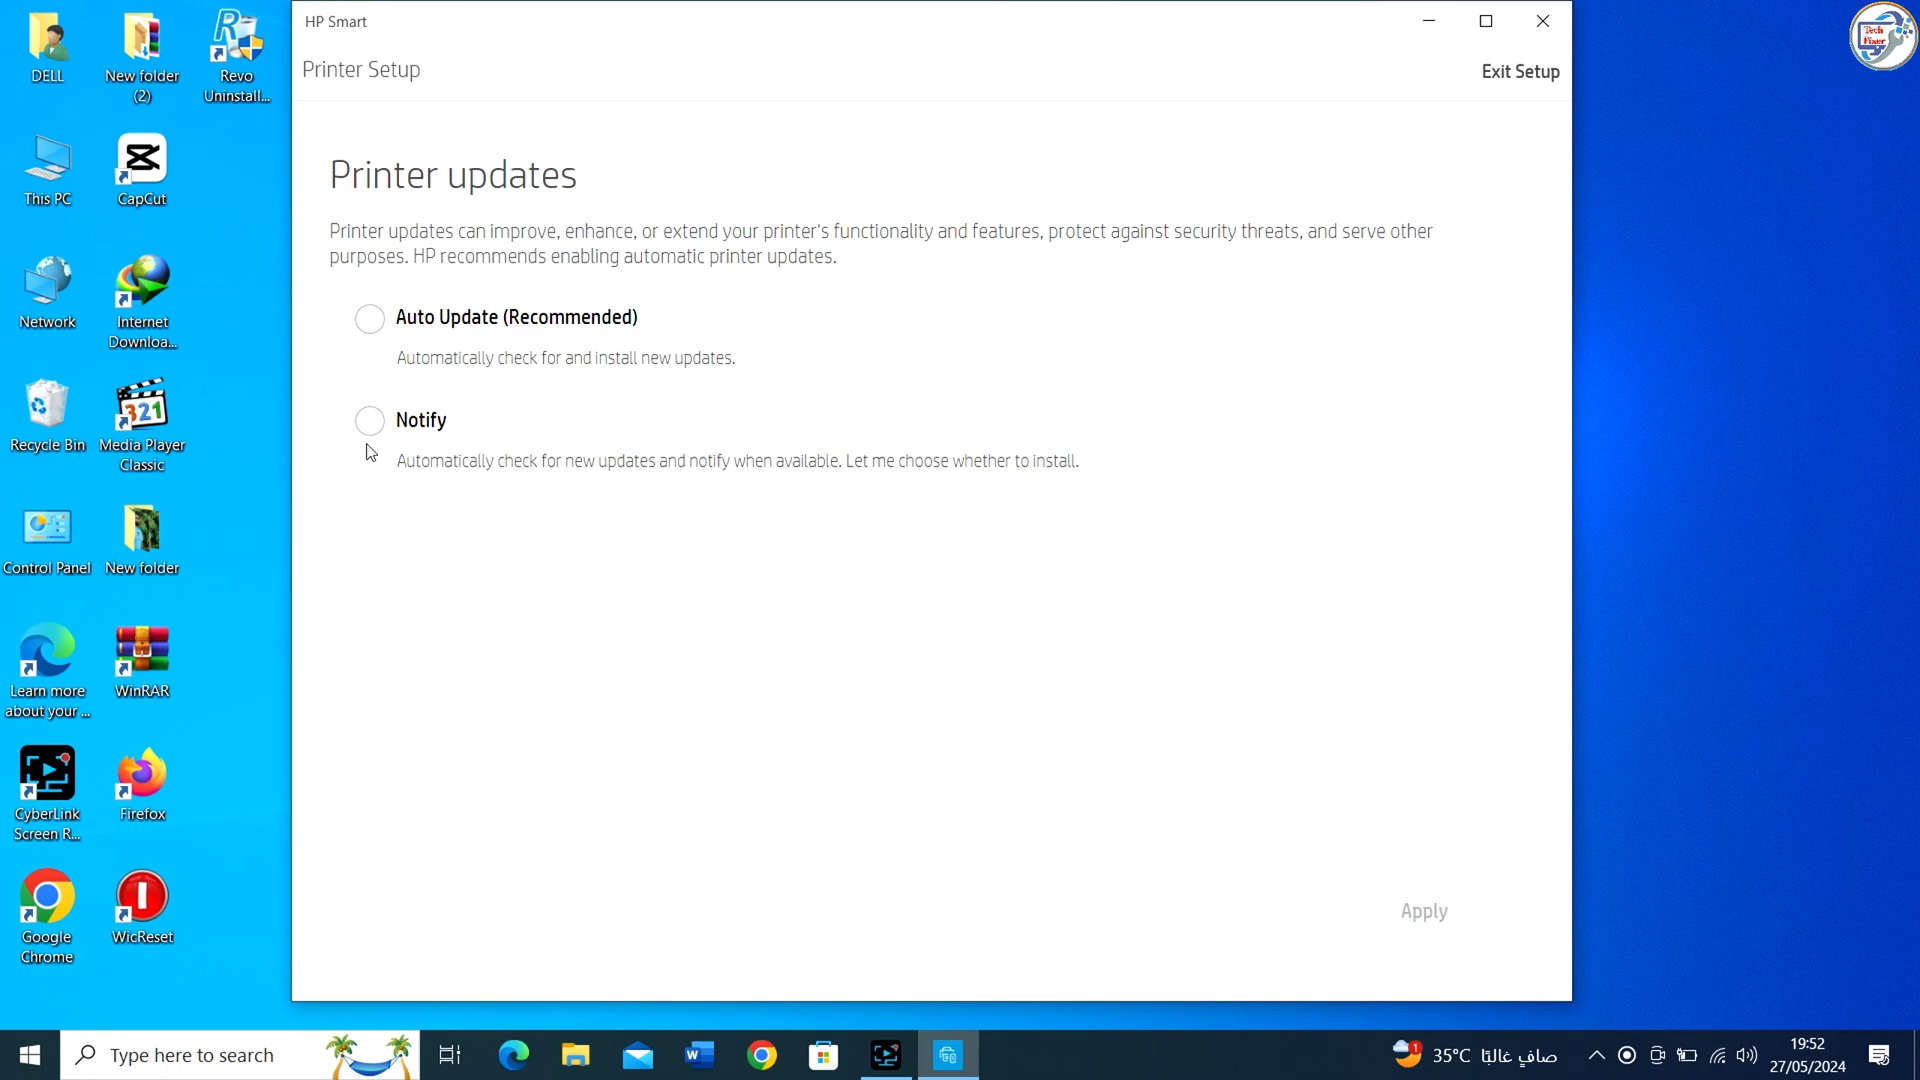 HP Smart
Printer Setup
Exit Setup
Printer updates
Printer updates can improve, enhance, or extend your printer's functionality and features, protect against security threats, and serve other
purposes. HP recommends enabling automatic printer updates.
Auto Update (Recommended)
Automatically check for and install new updates.
Notify
Automatically check for new updates and notify when available. Let me choose whether to install.
Apply
DELL
New folder
(2)
Revo
Uninstall...
This PC
CapCut
Network
Internet
Downloa...
Recycle Bin
Media Player
Classic
Control Panel
New folder
Learn more
about your ...
WinRAR
CyberLink
Screen R...
Firefox
Google
Chrome
WicReset
Tech
Fixer
321
Type here to search
1
35°C صافٍ غالبًا
19:52
27/05/2024